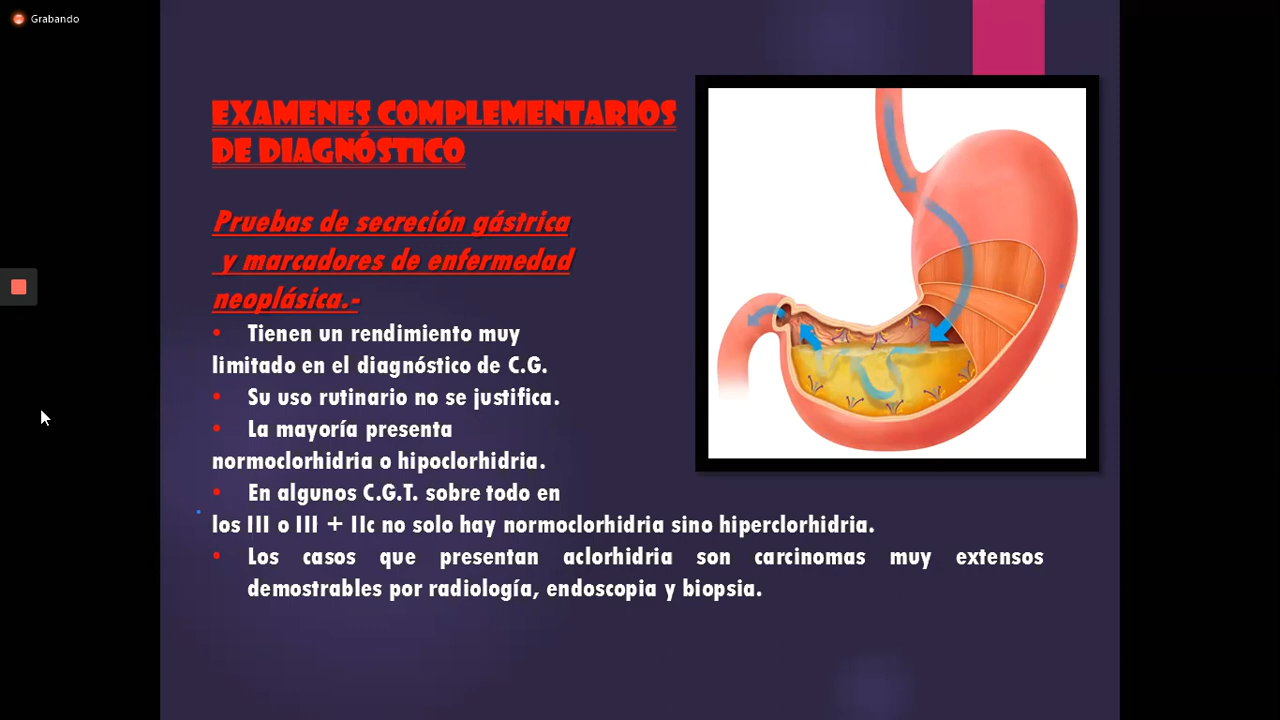 Grabando
EXAMENES COMPLEMENTARIOS
DE DIAGNÓSTICO
Pruebas de secreción gástrica
y marcadores de enfermedad
neoplásica.-
• Tienen un rendimiento muy
limitado en el diagnóstico de C.G.
• Su uso rutinario no se justifica.
• La mayoría presenta
normoclorhidria o hipoclorhidria.
• En algunos C.G.T. sobre todo en
los III o III + IIc no solo hay normoclorhidria sino hiperclorhidria.
• Los casos que presentan aclorhidria son carcinomas muy extensos
demostrables por radiología, endoscopia y biopsia.